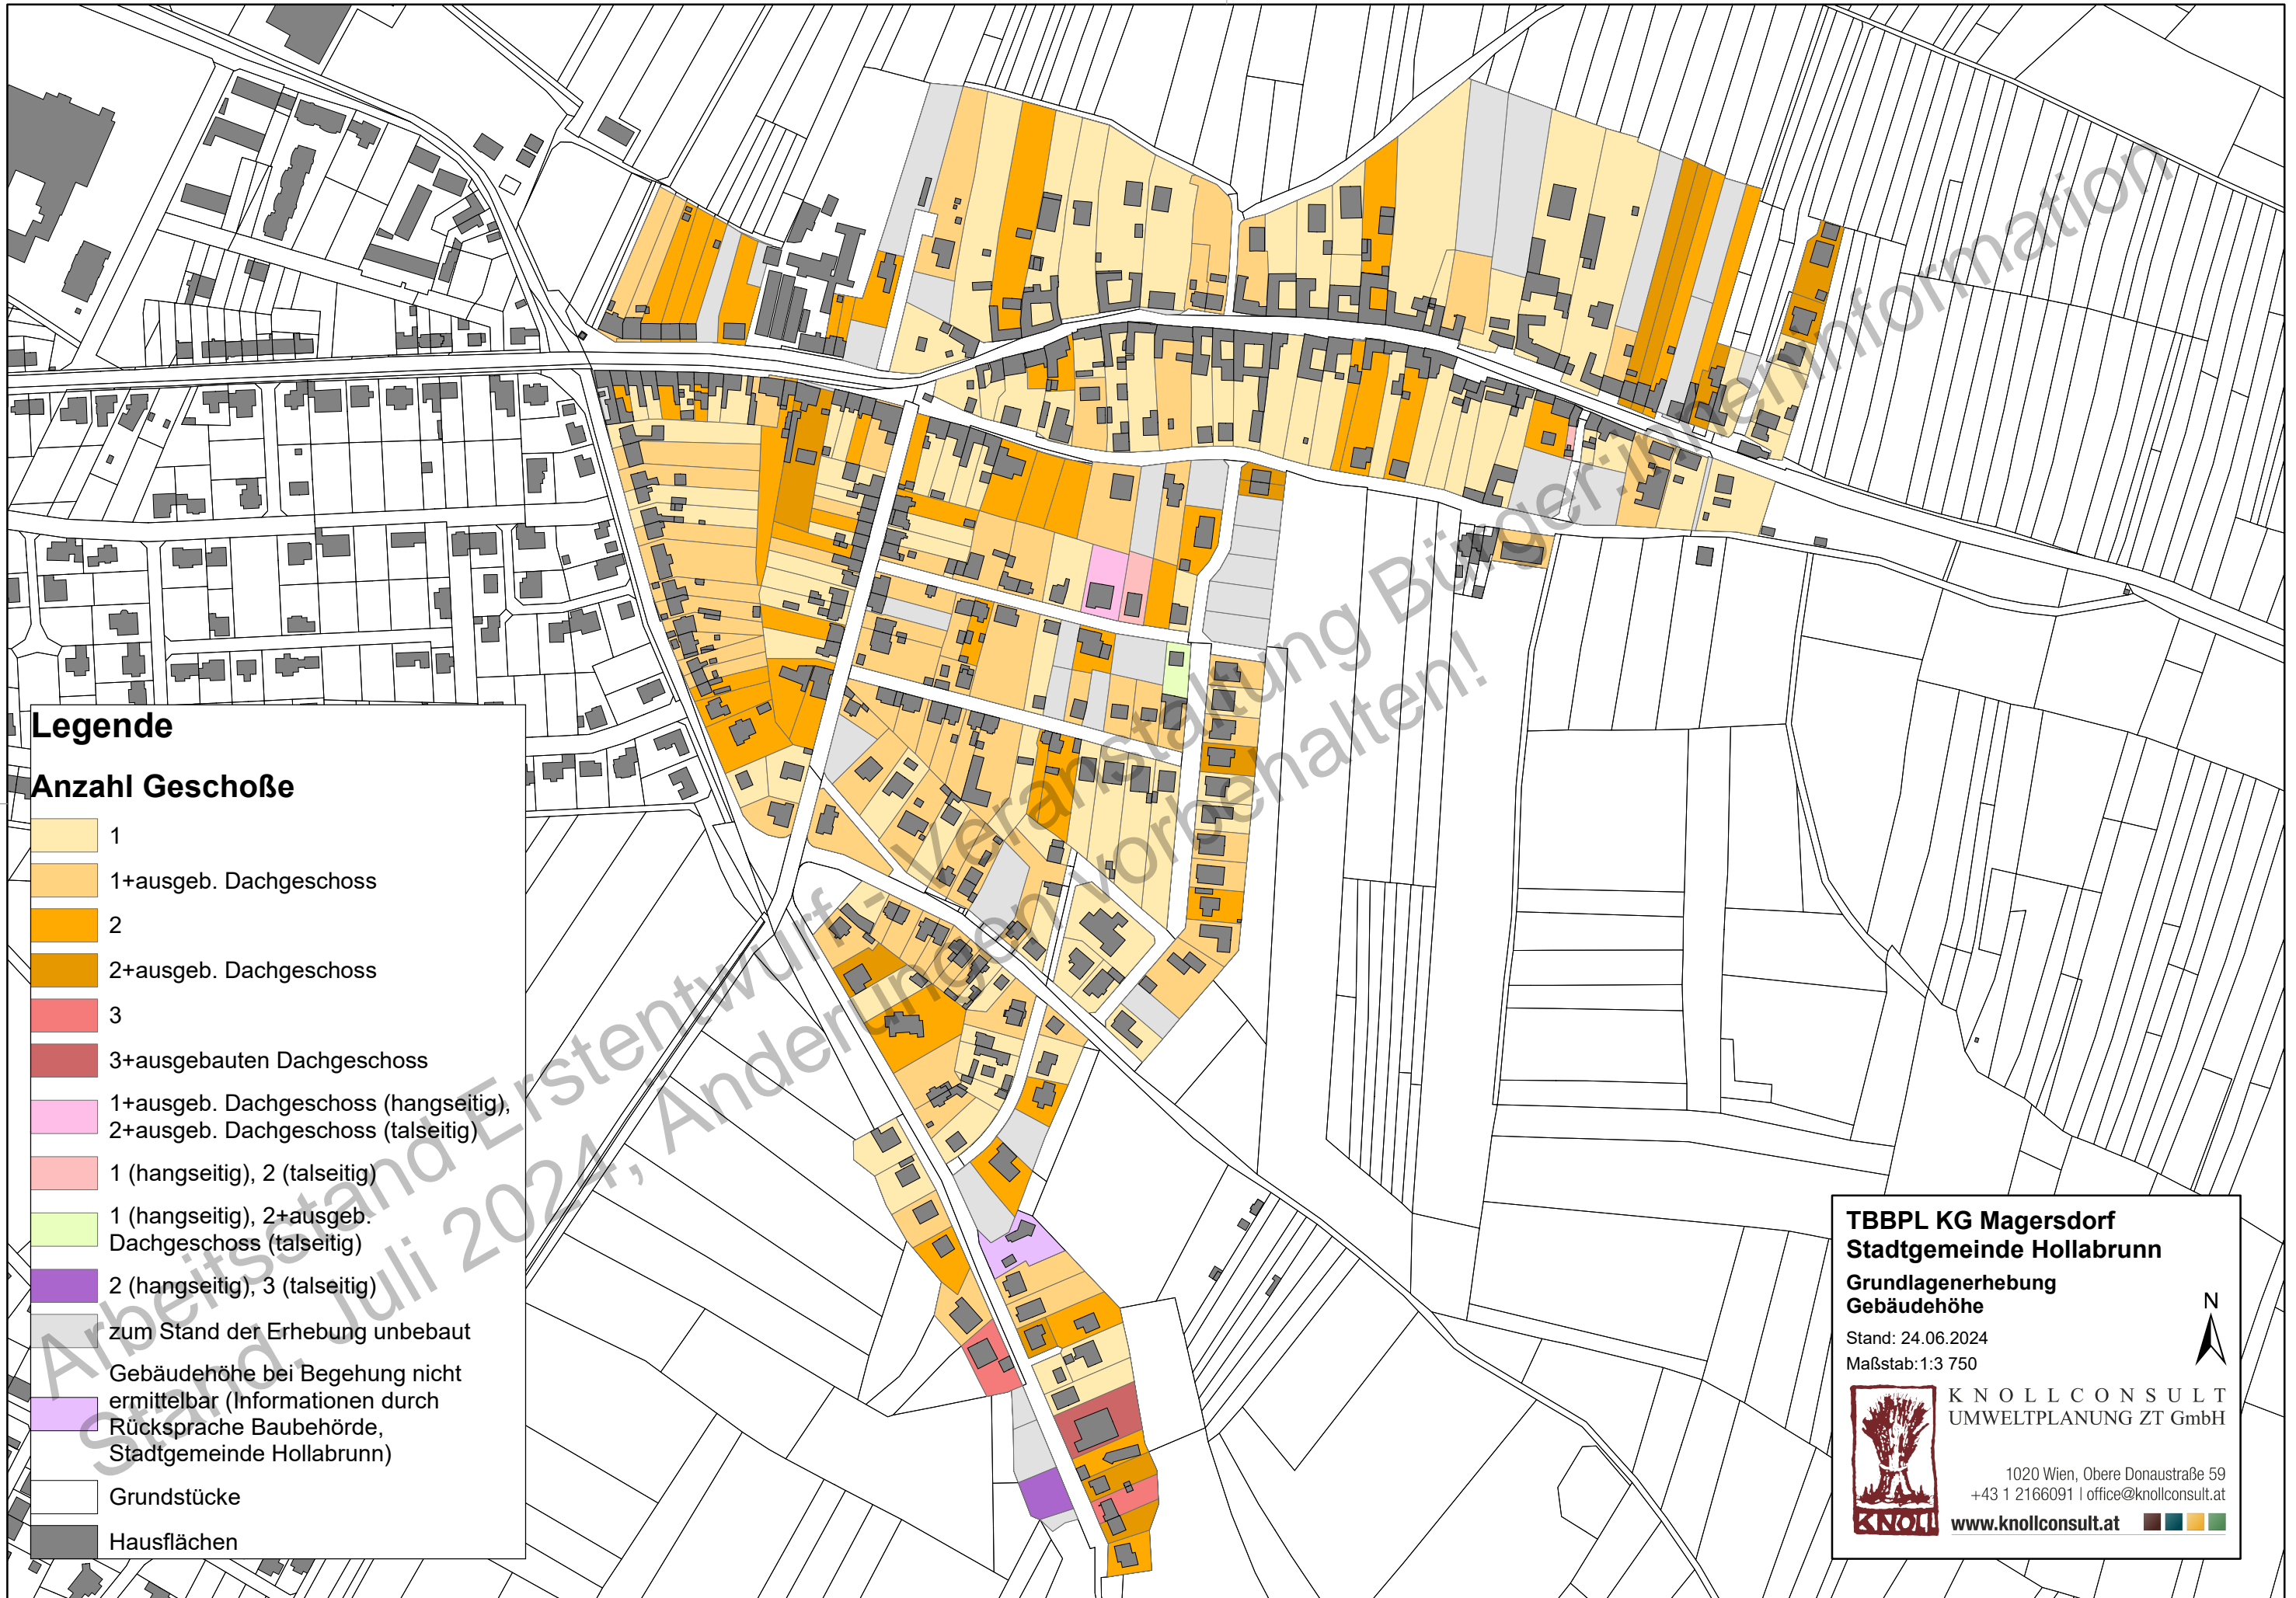 Legende
Anzahl Geschoße
1
1+ausgeb. Dachgeschoss
2
2+ausgeb. Dachgeschoss
3
3+ausgebauten Dachgeschoss
1+ausgeb. Dachgeschoss (hangseitig),
2+ausgeb. Dachgeschoss (talseitig)
1 (hangseitig), 2 (talseitig)
1 (hangseitig), 2+ausgeb.
Dachgeschoss (talseitig)
2 (hangseitig), 3 (talseitig)
zum Stand der Erhebung unbebaut
Gebäudehöhe bei Begehung nicht
ermittelbar (Informationen durch
Rücksprache Baubehörde,
Stadtgemeinde Hollabrunn)
Grundstücke
Hausflächen
Arbeitsstand Erstentwurf - Veranstaltung Bürger:inneninformation
Stand: Juli 2024, Änderungen vorbehalten!
TBBPL KG Magersdorf
Stadtgemeinde Hollabrunn
Grundlagenerhebung
Gebäudehöhe
Stand: 24.06.2024
Maßstab:1:3 750
N
KNOLLCONSULT
UMWELTPLANUNG ZT GmbH
KNOLL
1020 Wien, Obere Donaustraße 59
+43 1 2166091 | office@knollconsult.at
www.knollconsult.at